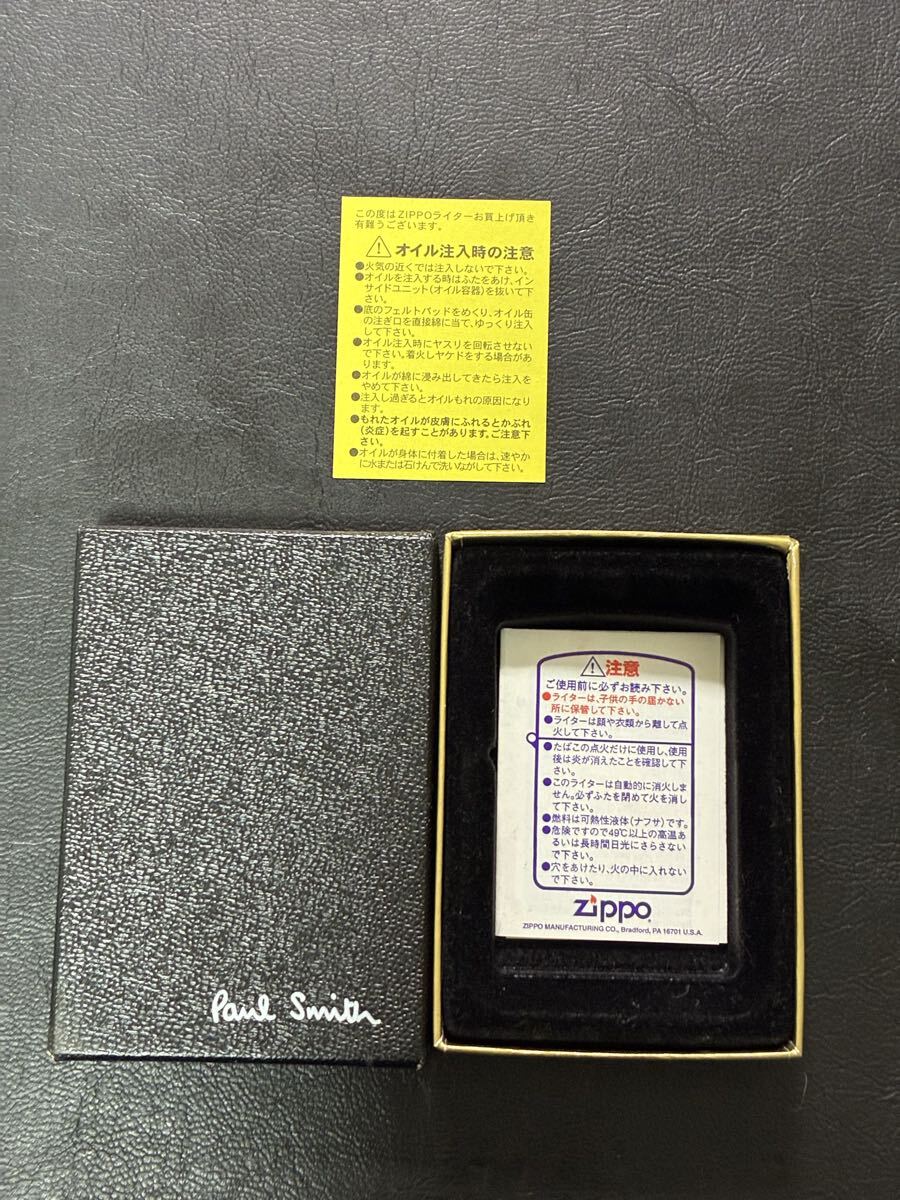 この度はZIPPOライターお買上げ頂き
有難うございます。
オイル注入時の注意
●火気の近くでは注入しないで下さい。
●オイルを注入する時はふたをあけ、イン
サイドユニット(オイル容器)を抜いて下
さい。
●底のフェルトパッドをめくり、オイル缶
の注ぎ口を直接綿に当て、ゆっくり注入
して下さい。
●オイル注入時にヤスリを回転させない
で下さい。着火しヤケドをする場合があ
ります。
●オイルが綿に浸み出してきたら注入を
やめて下さい。
●注入し過ぎるとオイルもれの原因になり
ます。
●もれたオイルが皮膚にふれるとかぶれ
(炎症)を起すことがあります。ご注意下
さい。
●オイルが身体に付着した場合は、速やか
に水または石けんで洗いながして下さい。
注意
ご使用前に必ずお読み下さい。
●ライターは、子供の手の届かない
所に保管して下さい。
●ライターは顔や衣類から離して点
火して下さい。
●たばこの点火だけに使用し、使用
後は炎が消えたことを確認して下
さい。
●このライターは自動的に消火しま
せん。必ずふたを閉めて火を消し
て下さい。
●燃料は可熱性液体(ナフサ)です。
●危険ですので49℃以上の高温あ
るいは長時間日光にさらさない
で下さい。
●穴をあけたり、火の中に入れない
で下さい。
zippo
ZIPPO MANUFACTURING CO., Bradford, PA 16701 U.S.A.
Paul Smith